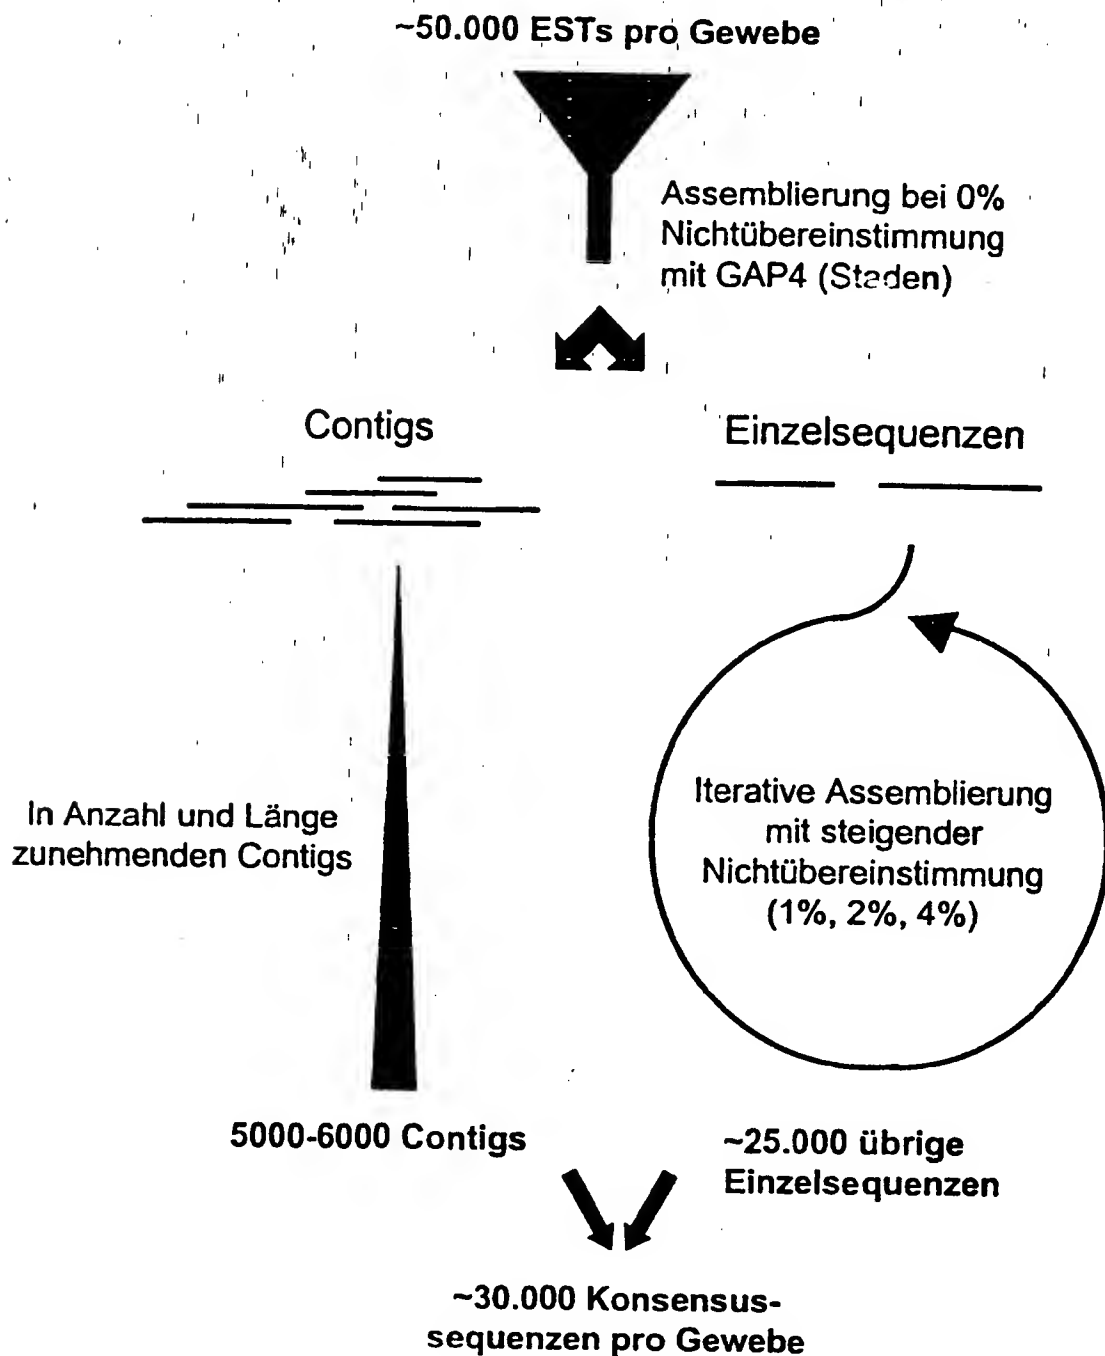 ~50.000 ESTs pro Gewebe
Assemblierung bei 0%
Nichtübereinstimmung
mit GAP4 (Staden)
Contigs
Einzelsequenzen
In Anzahl und Länge
zunehmenden Contigs
Iterative Assemblierung
mit steigender
Nichtübereinstimmung
(1%, 2%, 4%)
5000-6000 Contigs
~25.000 übrige
Einzelsequenzen
~30.000 Konsensus-
sequenzen pro Gewebe